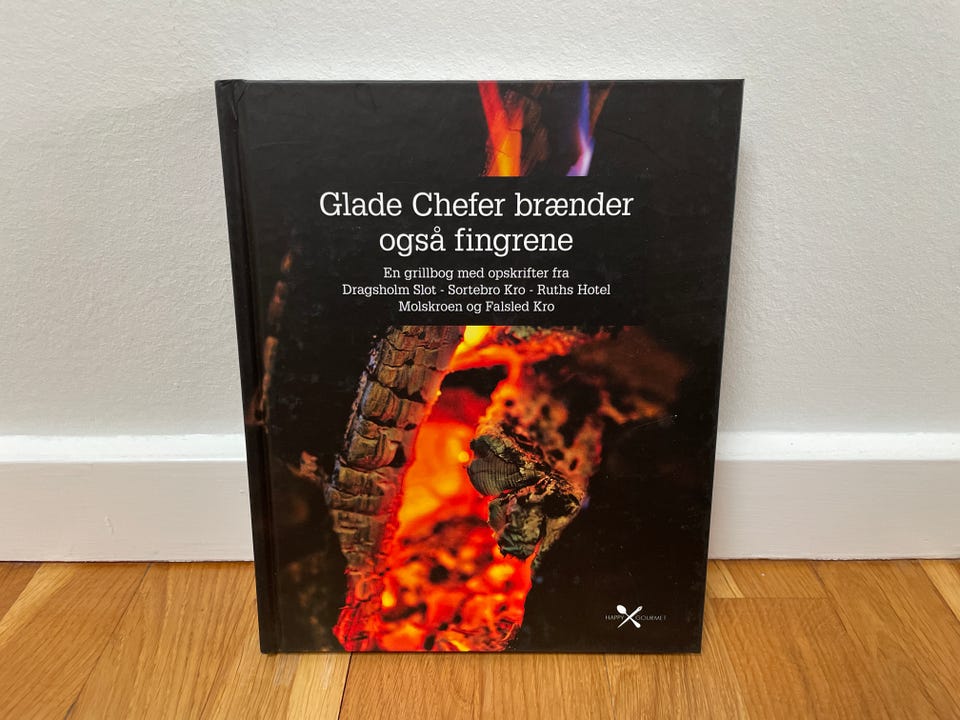 Glade Chefer brænder
også fingrene
En grillbog med opskrifter fra
Dragsholm Slot - Sortebro Kro - Ruths Hotel
Molskroen og Falsled Kro
HAPPY GOURMET